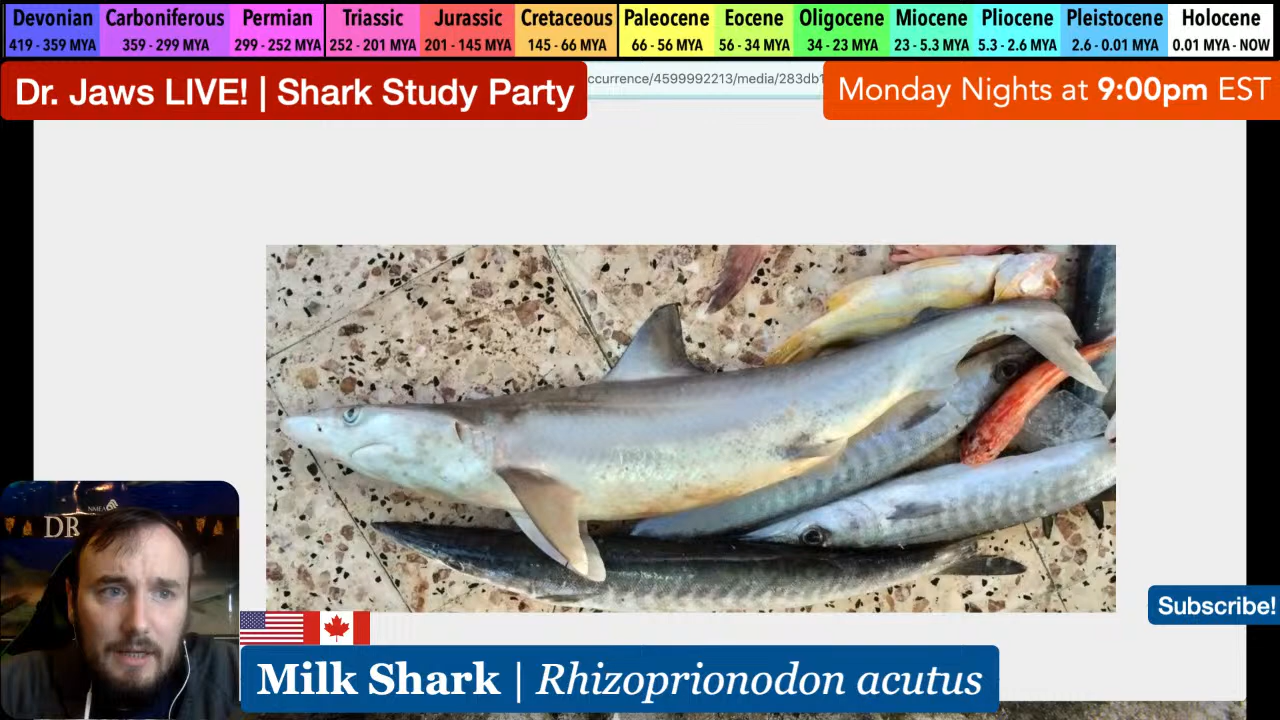 Devonian Carboniferous Permian Triassic Jurassic Cretaceous Paleocene Eocene Oligocene Miocene Pliocene Pleistocene Holocene
419 - 359 MYA 359 - 299 MYA 299 - 252 MYA 252 - 201 MYA 201 - 145 MYA 145 - 66 MYA 66 - 56 MYA 56 - 34 MYA 34 - 23 MYA 23 - 5.3 MYA 5.3 - 2.6 MYA 2.6 - 0.01 MYA 0.01 MYA - NOW
Dr. Jaws LIVE! | Shark Study Party
ccurrence/4599992213/media/283db1
Monday Nights at 9:00pm EST
NMEA
DR
Subscribe!
Milk Shark | Rhizoprionodon acutus